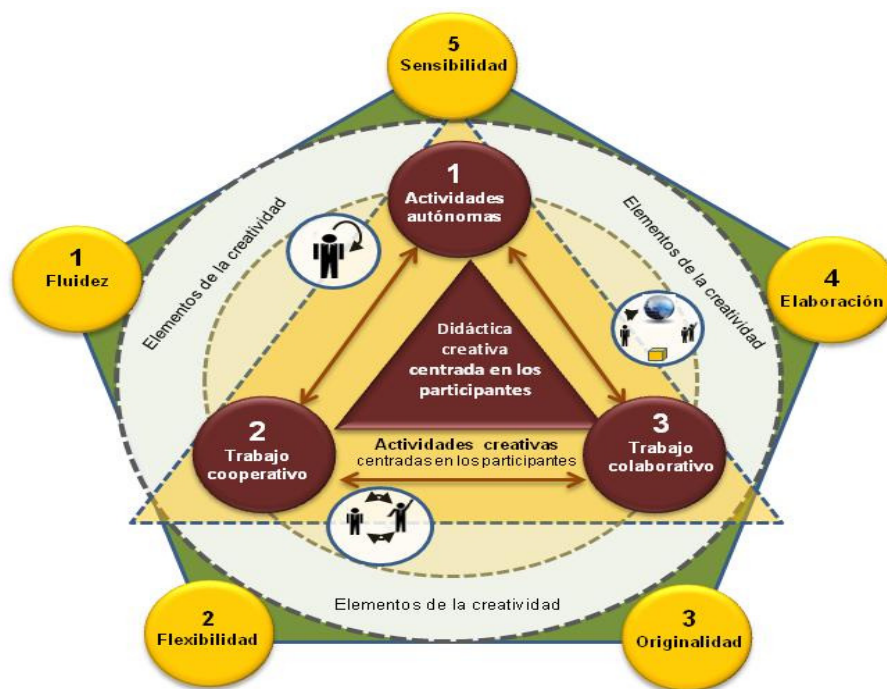 5
Sensibilidad
1
Actividades
autónomas
Elementos de la creatividad
Elementos de la creatividad
1
Fluidez
4
Elaboración
Didáctica
creativa
centrada en los
participantes
2
Trabajo
cooperativo
3
Trabajo
colaborativo
Actividades creativas
centradas en los participantes
Elementos de la creatividad
2
Flexibilidad
3
Originalidad